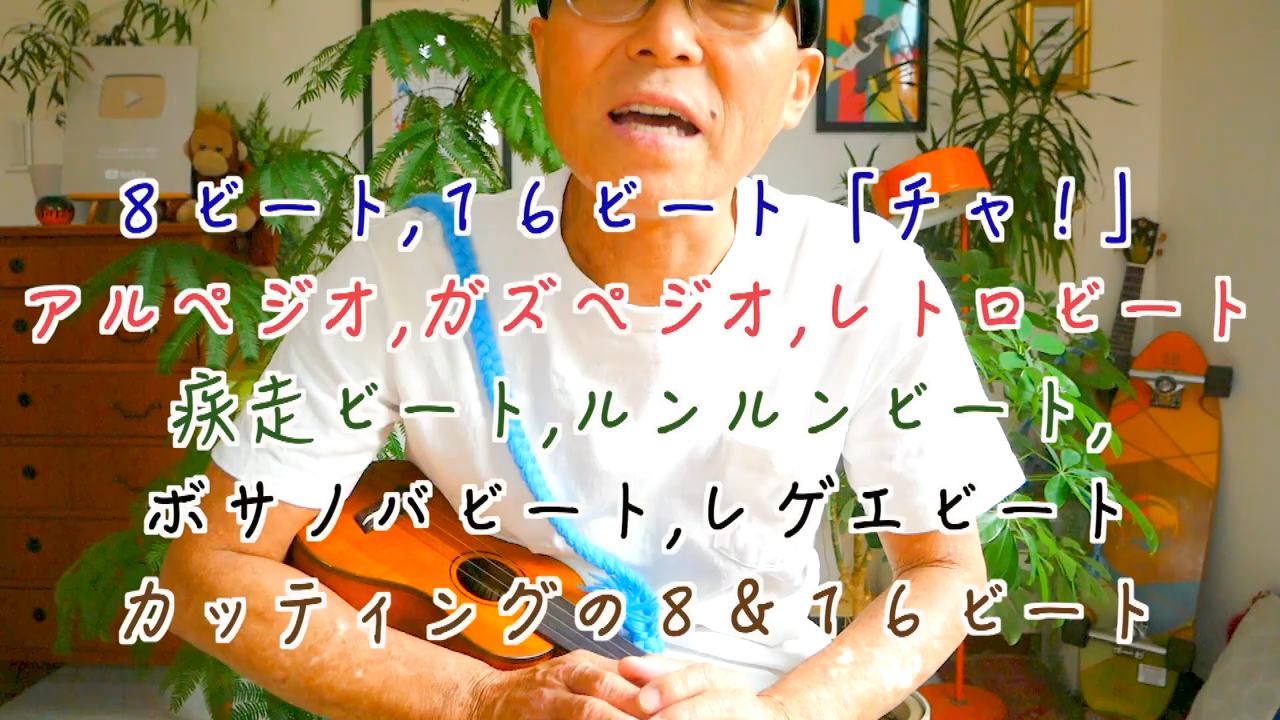 ８ビート,１６ビート「チャ！」
アルペジオ,ガズペジオ,レトロビート
疾走ビート,ルンルンビート,
ボサノバビート,レゲエビート
カッティングの８＆１６ビート